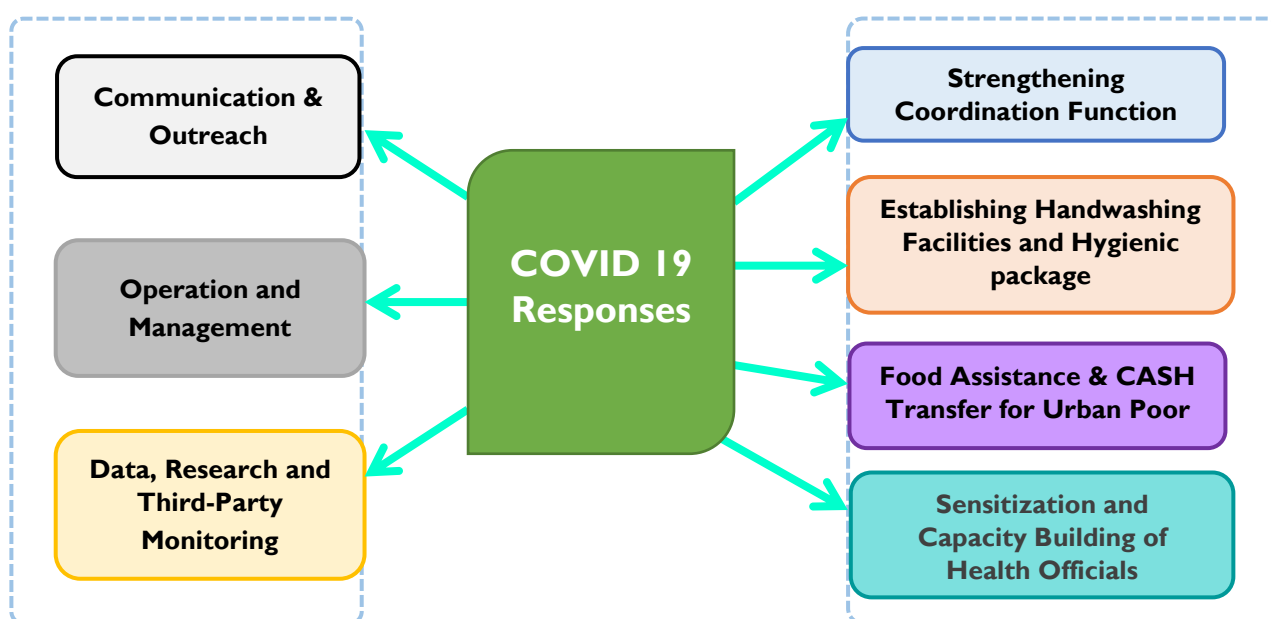 Communication &
Outreach
Operation and
Management
Data, Research and
Third-Party
Monitoring
COVID 19
Responses
Strengthening
Coordination Function
Establishing Handwashing
Facilities and Hygienic
package
Food Assistance & CASH
Transfer for Urban Poor
Sensitization and
Capacity Building of
Health Officials